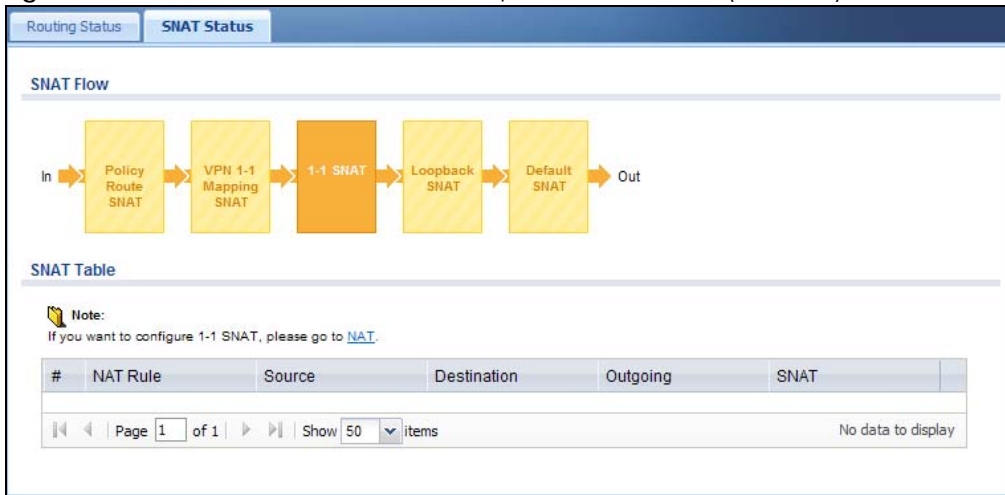 Routing Status
SNAT Status
SNAT Flow
In
Policy
Route
SNAT
VPN 1-1
Mapping
SNAT
1-1 SNAT
Loopback
SNAT
Default
SNAT
Out
SNAT Table
Note:
If you want to configure 1-1 SNAT, please go to NAT.
# NAT Rule Source Destination Outgoing SNAT
Page 1 of 1 Show 50 items No data to display